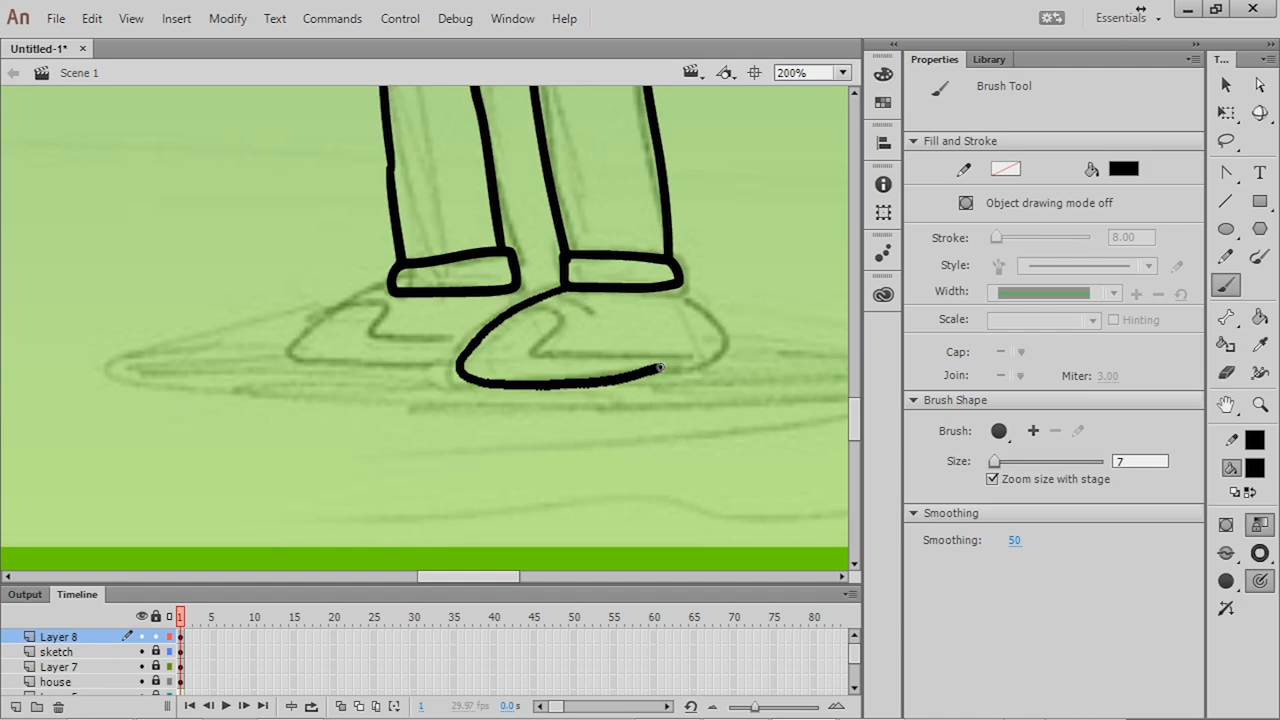 An File Edit View Insert Modify Text Commands Control Debug Window Help Essentials
Untitled-1* ×
Scene 1 200%
Properties Library T...
Brush Tool
Fill and Stroke
Object drawing mode off
Stroke: 8.00
Style:
Width:
Scale: Hinting
Cap:
Join: Miter: 3.00
Brush Shape
Brush:
Size: 7
Zoom size with stage
Smoothing
Smoothing: 50
Output Timeline
1 5 10 15 20 25 30 35 40 45 50 55 60 65 70 75 80
Layer 8
sketch
Layer 7
house
1 29.97 fps 0.0 s